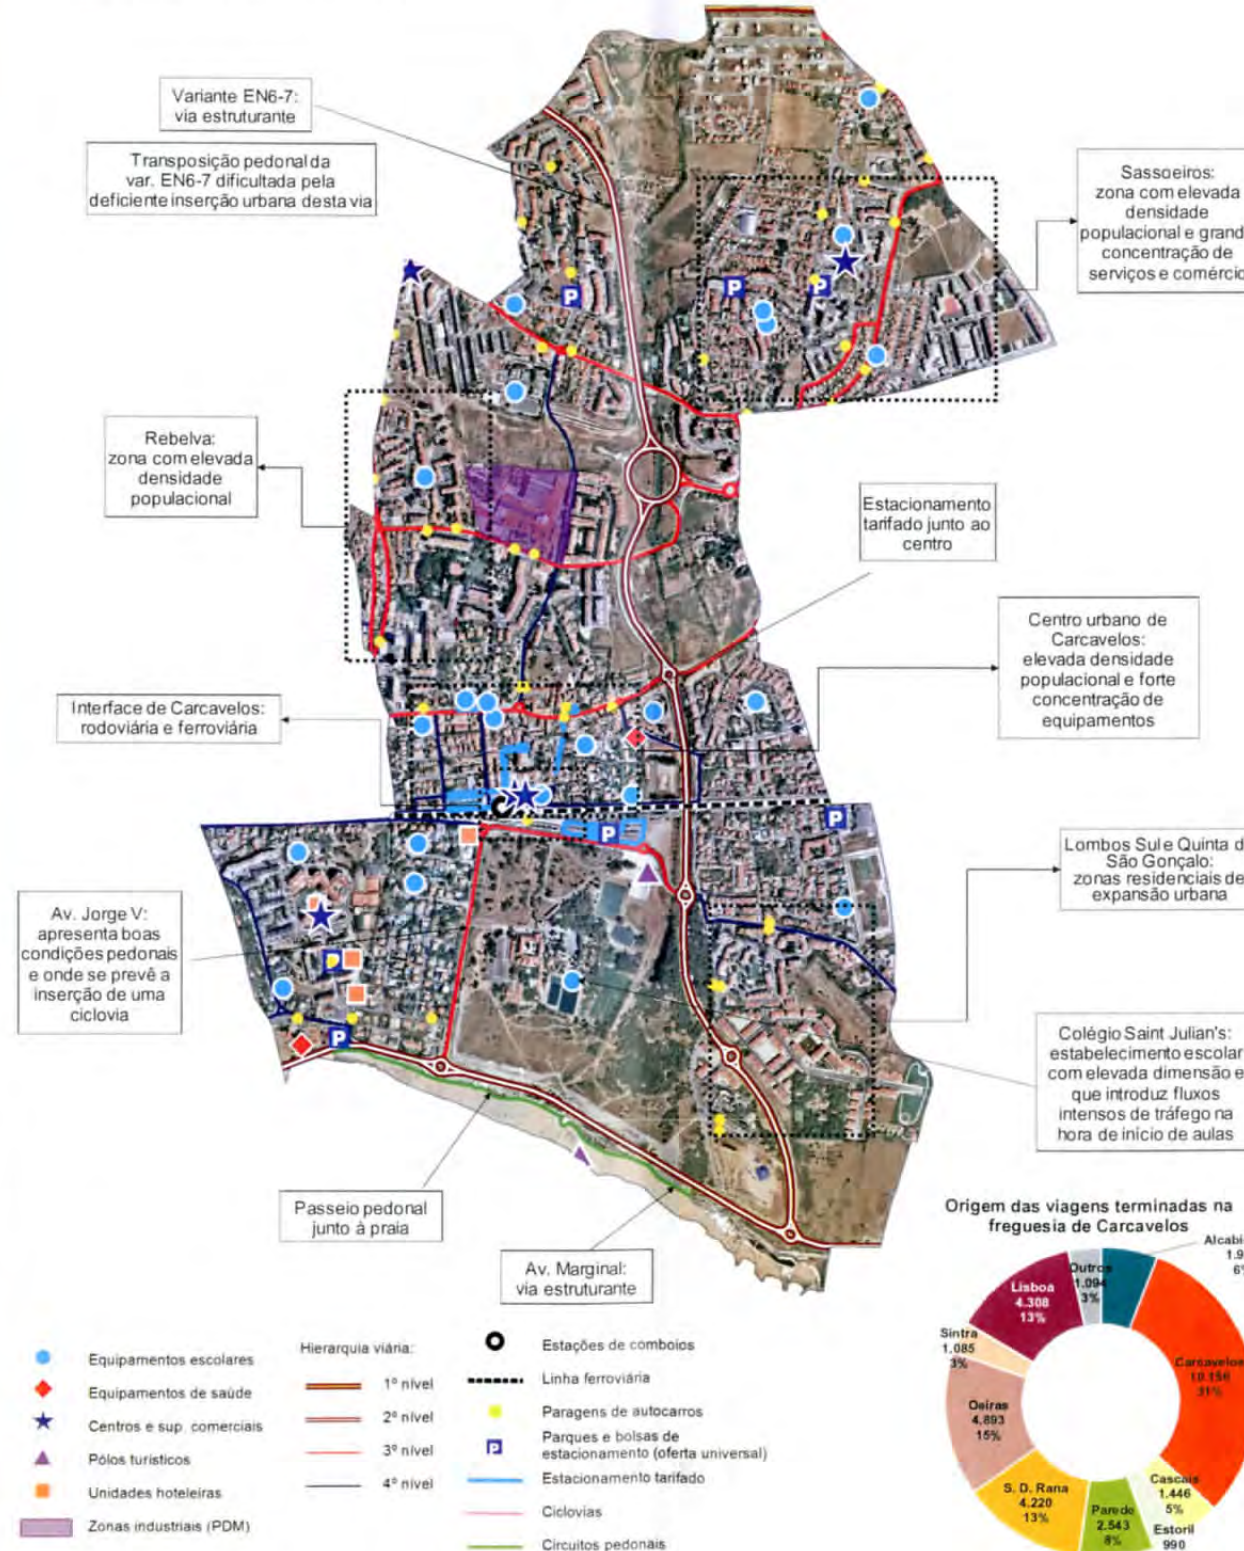 Variante EN6-7:
via estruturante
Transposição pedonal da
var. EN6-7 dificultada pela
deficiente inserção urbana desta via
Sassoeiros:
zona com elevada
densidade
populacional e grand
concentração de
serviços e comérci
P
P
P
Rebelva:
zona com elevada
densidade
populacional
Estacionamento
tarifado junto ao
centro
Centro urbano de
Carcavelos:
elevada densidade
populacional e forte
concentração de
equipamentos
Interface de Carcavelos:
rodoviária e ferroviária
P
P
Lombos Sul e Quinta d
São Gonçalo:
zonas residenciais de
expansão urbana
Av. Jorge V:
apresenta boas
condições pedonais
e onde se prevê a
inserção de uma
ciclovia
P
P
Colégio Saint Julian's:
estabelecimento escolar
com elevada dimensão e
que introduz fluxos
intensos de tráfego na
hora de início de aulas
Passeio pedonal
junto à praia
Av. Marginal:
via estruturante
Origem das viagens terminadas na
freguesia de Carcavelos
Alcabi
1.9
6%
Outros
1.094
3%
Lisboa
4.308
13%
Sintra
1.085
3%
Carcavelos
10.156
31%
Oeiras
4.893
15%
Cascais
1.446
5%
S. D. Rana
4.220
13%
Parede
2.543
8%
Estoril
990
Equipamentos escolares
Equipamentos de saúde
Centros e sup. comerciais
Pólos turísticos
Unidades hoteleiras
Zonas industriais (PDM)
Hierarquia viária:
1º nível
2º nível
3º nível
4º nível
Estações de comboios
Linha ferroviária
Paragens de autocarros
P
Parques e bolsas de
estacionamento (oferta universal)
Estacionamento tarifado
Ciclovias
Circuitos pedonais